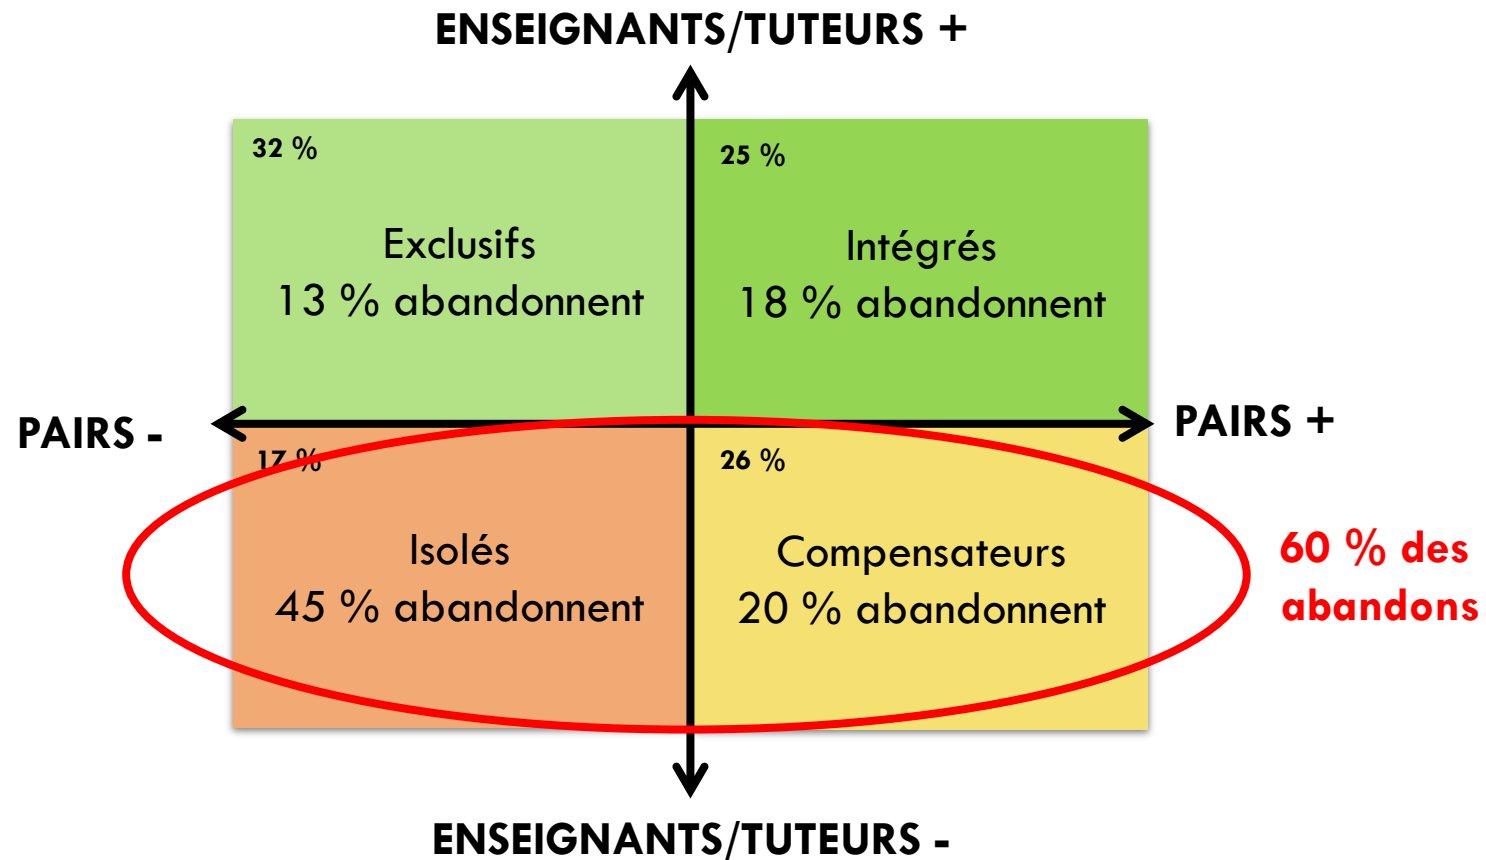 ENSEIGNANTS/TUTEURS +
32 %
25 %
Exclusifs
13 % abandonnent
Intégrés
18 % abandonnent
PAIRS -
PAIRS +
17 %
26 %
Isolés
45 % abandonnent
Compensateurs
20 % abandonnent
60 % des
abandons
ENSEIGNANTS/TUTEURS -